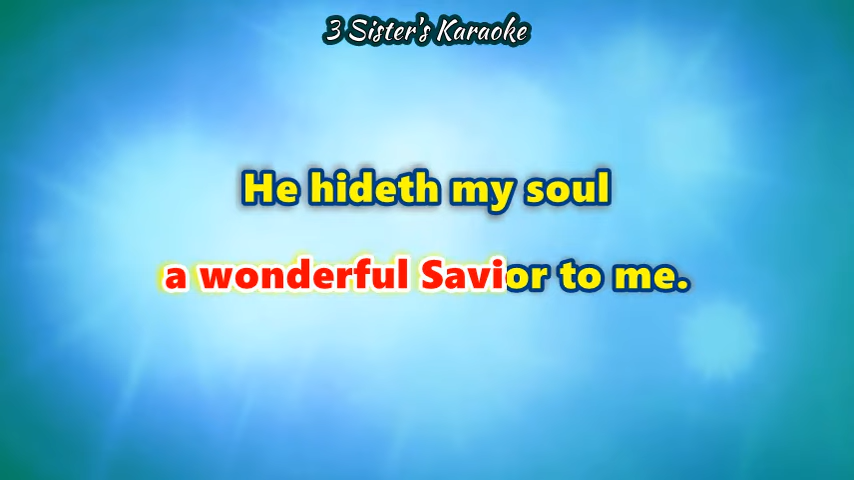 3 Sister's Karaoke
He hideth my soul
a wonderful Savior to me.